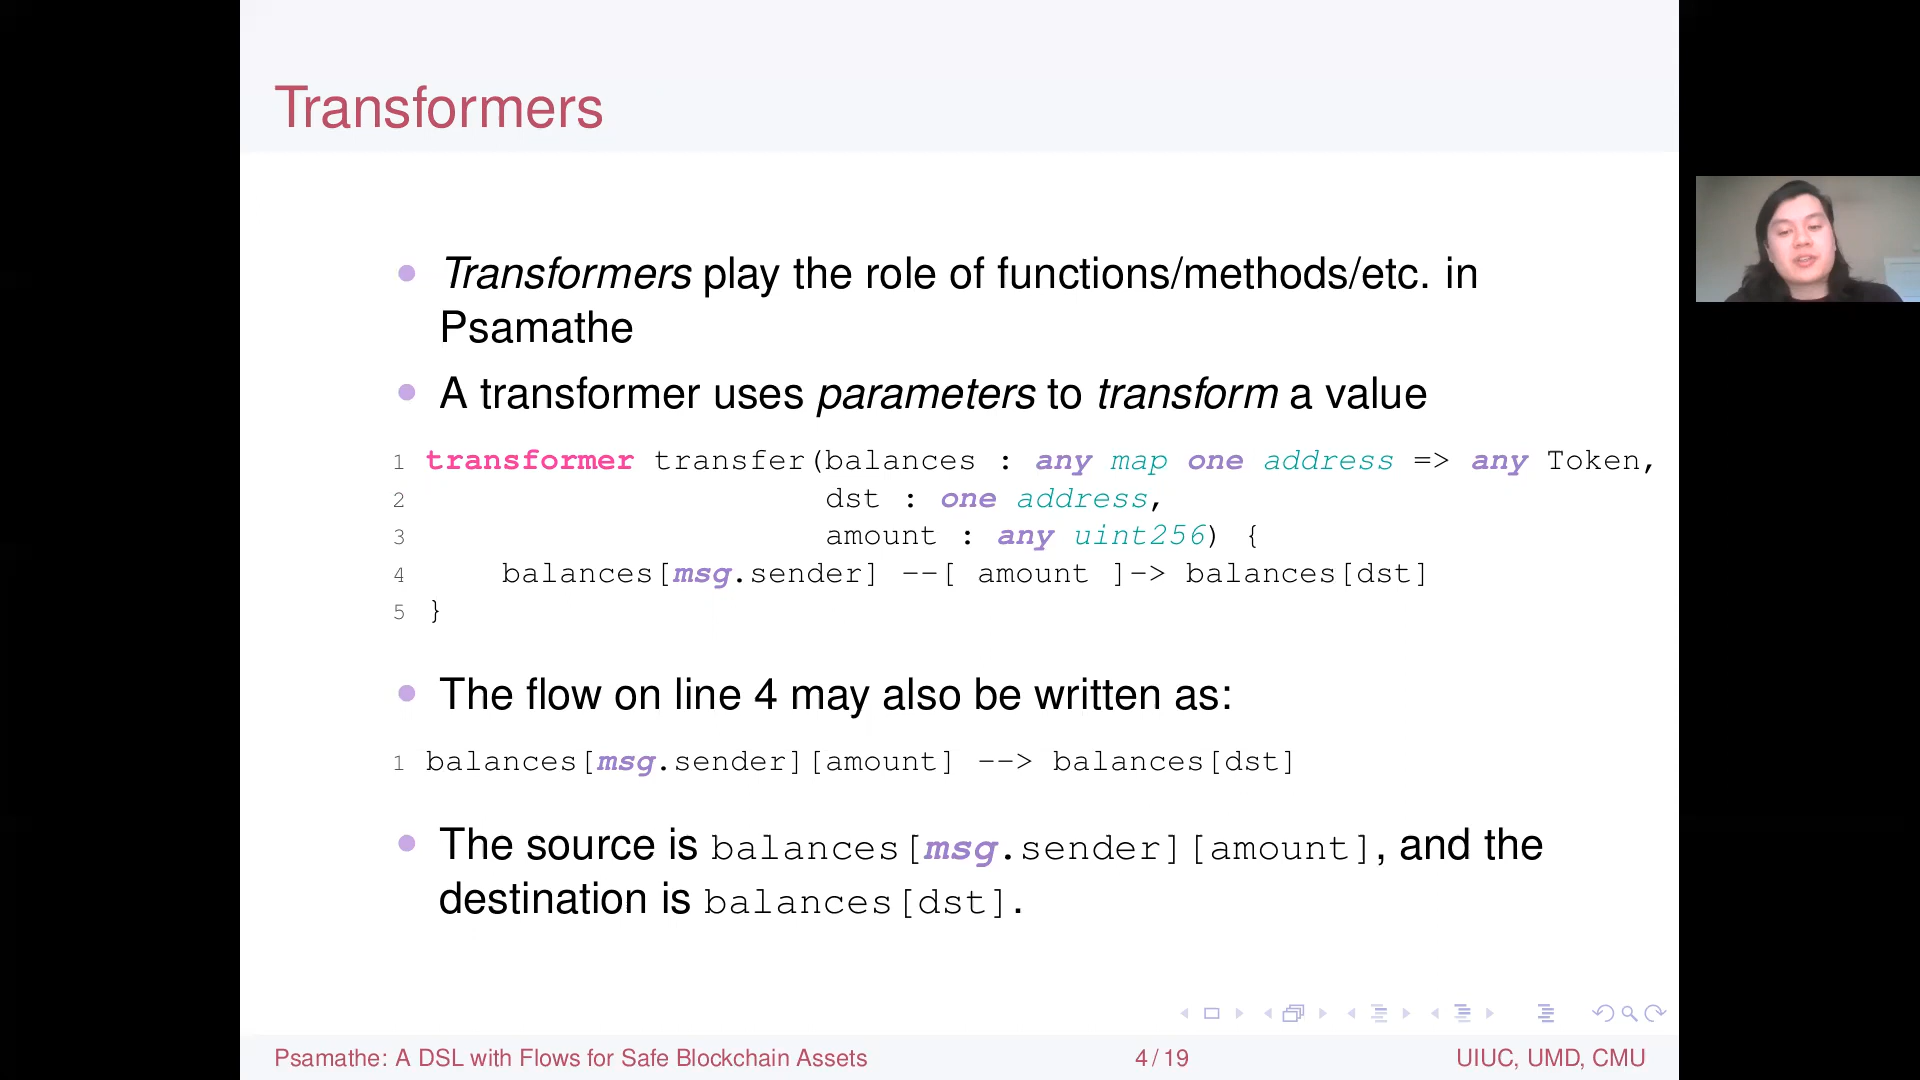 Transformers
Transformers play the role of functions/methods/etc. in
Psamathe
A transformer uses parameters to transform a value
1 transformer transfer(balances : any map one address => any Token,
2 dst : one address,
3 amount : any uint256) {
4 balances[msg.sender] --[ amount ]-> balances[dst]
5 }
The flow on line 4 may also be written as:
1 balances[msg.sender][amount] --> balances[dst]
The source is balances[msg.sender][amount], and the
destination is balances[dst].
Psamathe: A DSL with Flows for Safe Blockchain Assets 4 / 19 UIUC, UMD, CMU